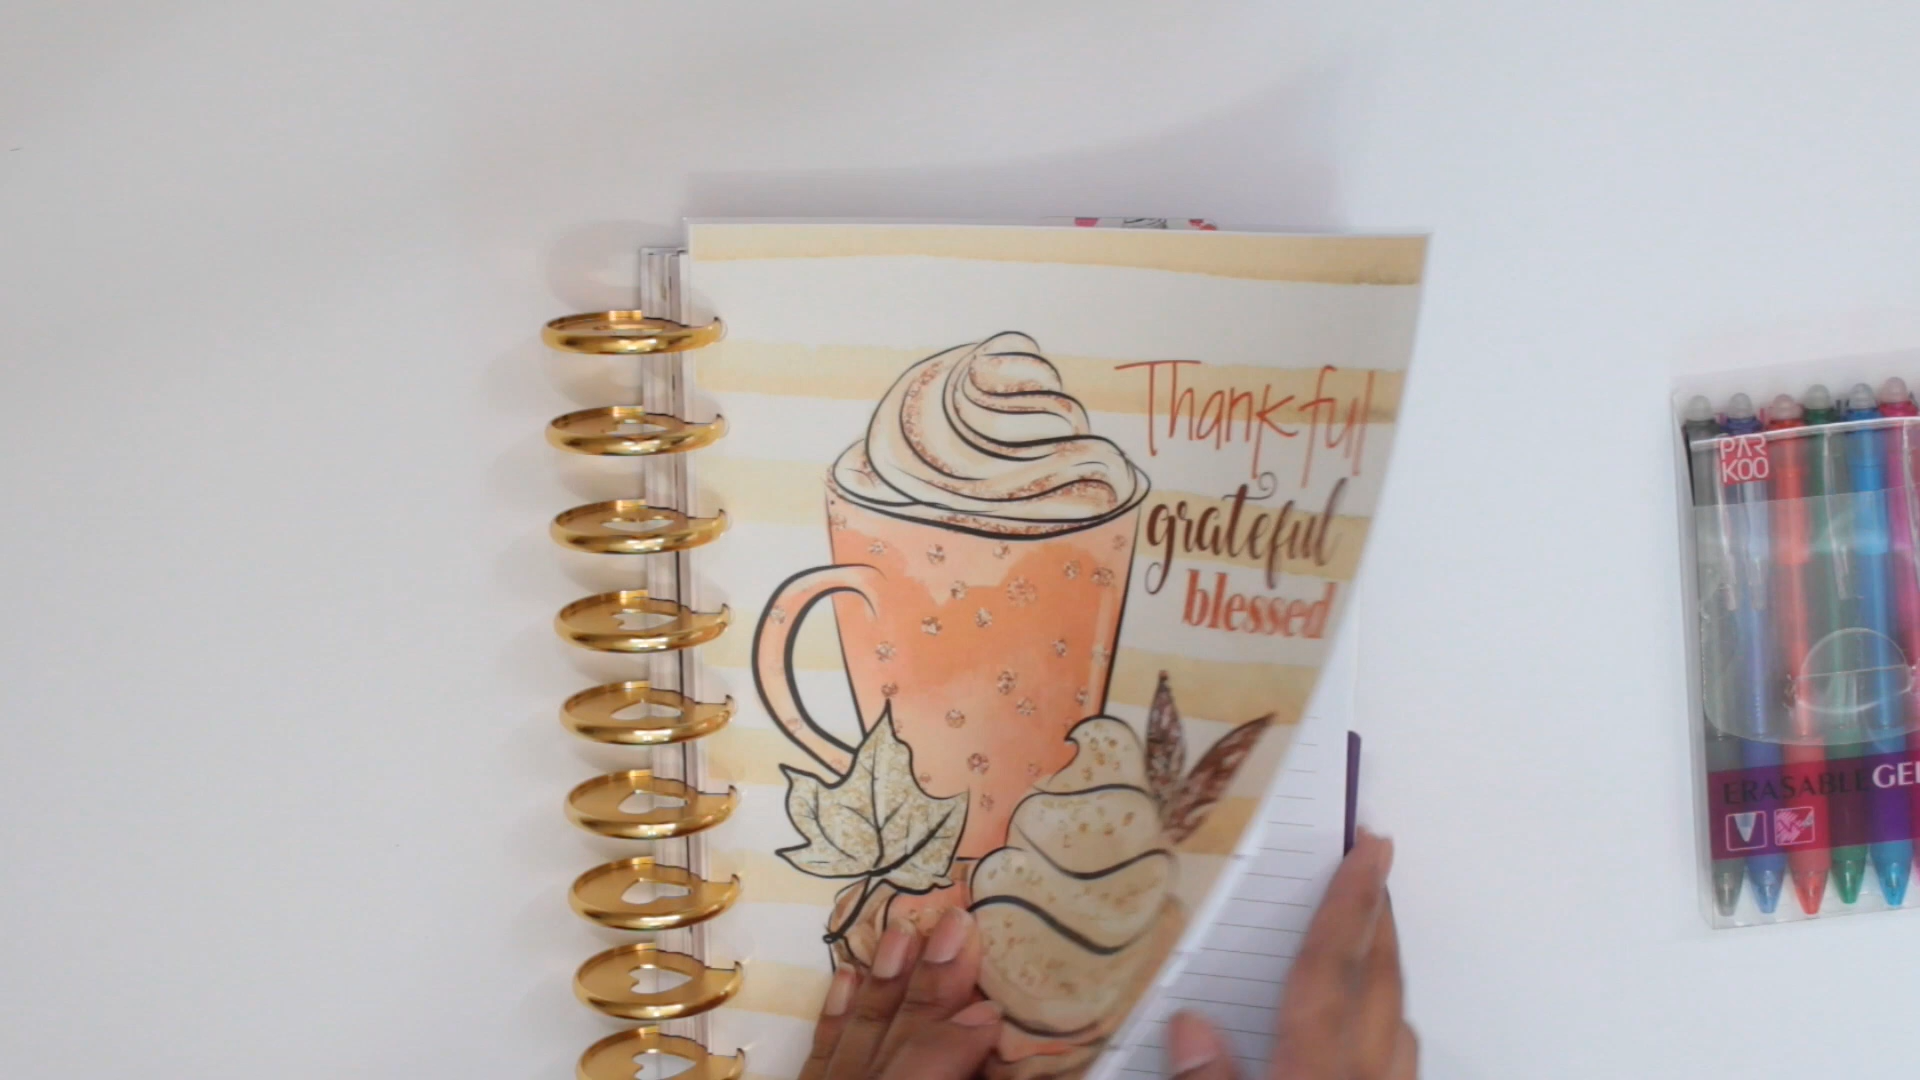 Thankful
grateful
blessed
PAR
KOO
ERASABLE GEL